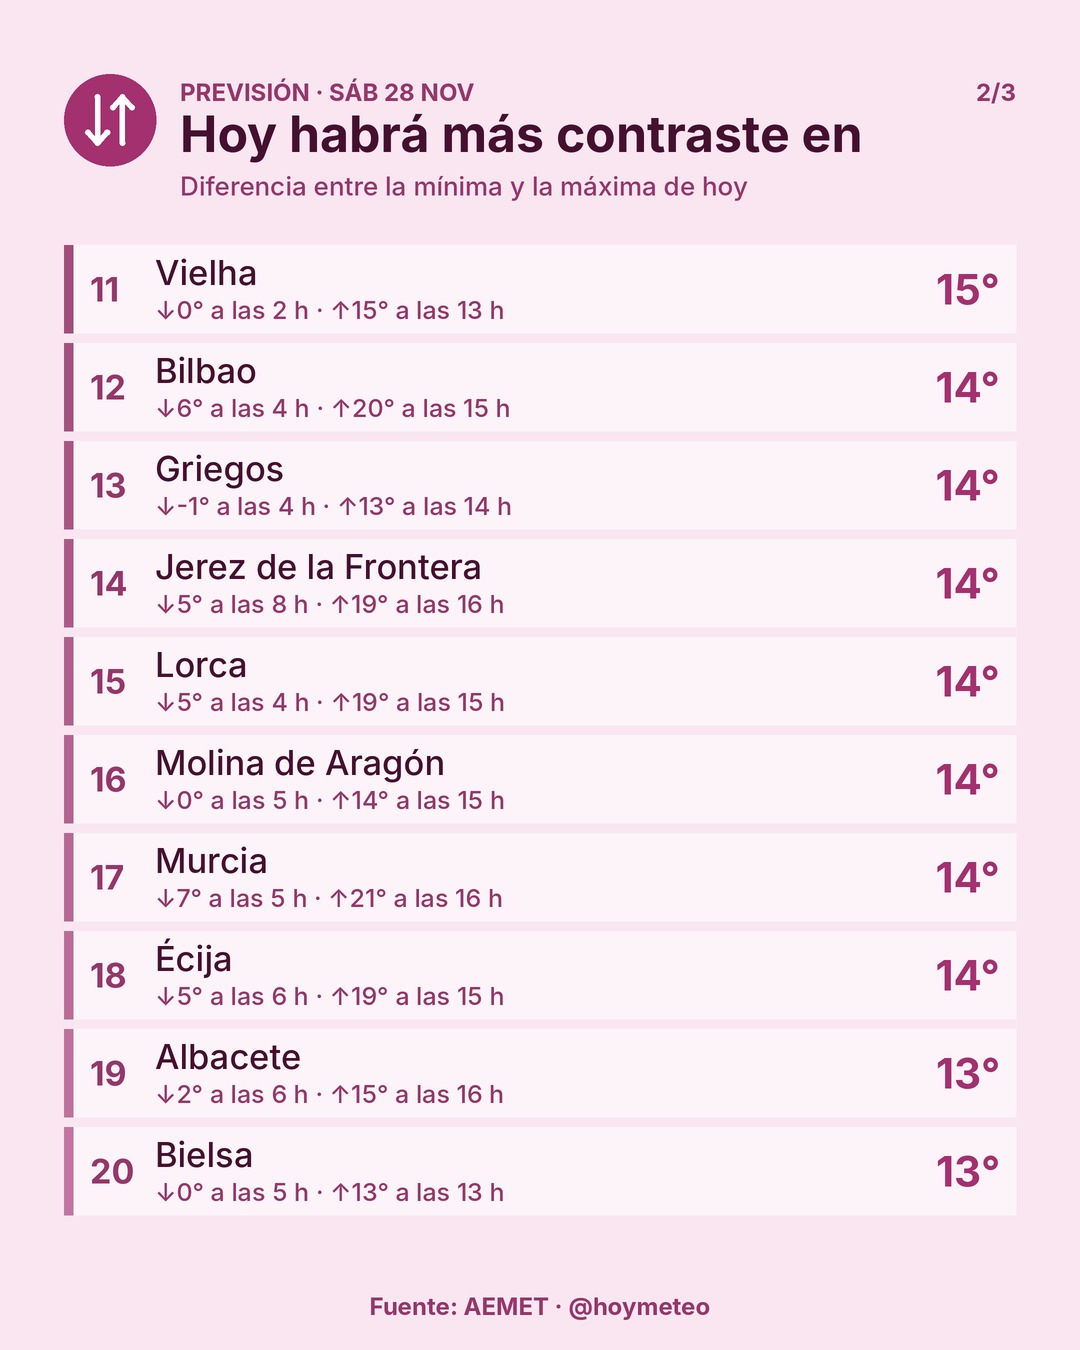 PREVISIÓN · SÁB 28 NOV
2/3
Hoy habrá más contraste en
Diferencia entre la mínima y la máxima de hoy
11
Vielha
↓0° a las 2 h · ↑15° a las 13 h
15°
12
Bilbao
↓6° a las 4 h · ↑20° a las 15 h
14°
13
Griegos
↓-1° a las 4 h · ↑13° a las 14 h
14°
14
Jerez de la Frontera
↓5° a las 8 h · ↑19° a las 16 h
14°
15
Lorca
↓5° a las 4 h · ↑19° a las 15 h
14°
16
Molina de Aragón
↓0° a las 5 h · ↑14° a las 15 h
14°
17
Murcia
↓7° a las 5 h · ↑21° a las 16 h
14°
18
Écija
↓5° a las 6 h · ↑19° a las 15 h
14°
19
Albacete
↓2° a las 6 h · ↑15° a las 16 h
13°
20
Bielsa
↓0° a las 5 h · ↑13° a las 13 h
13°
Fuente: AEMET · @hoymeteo